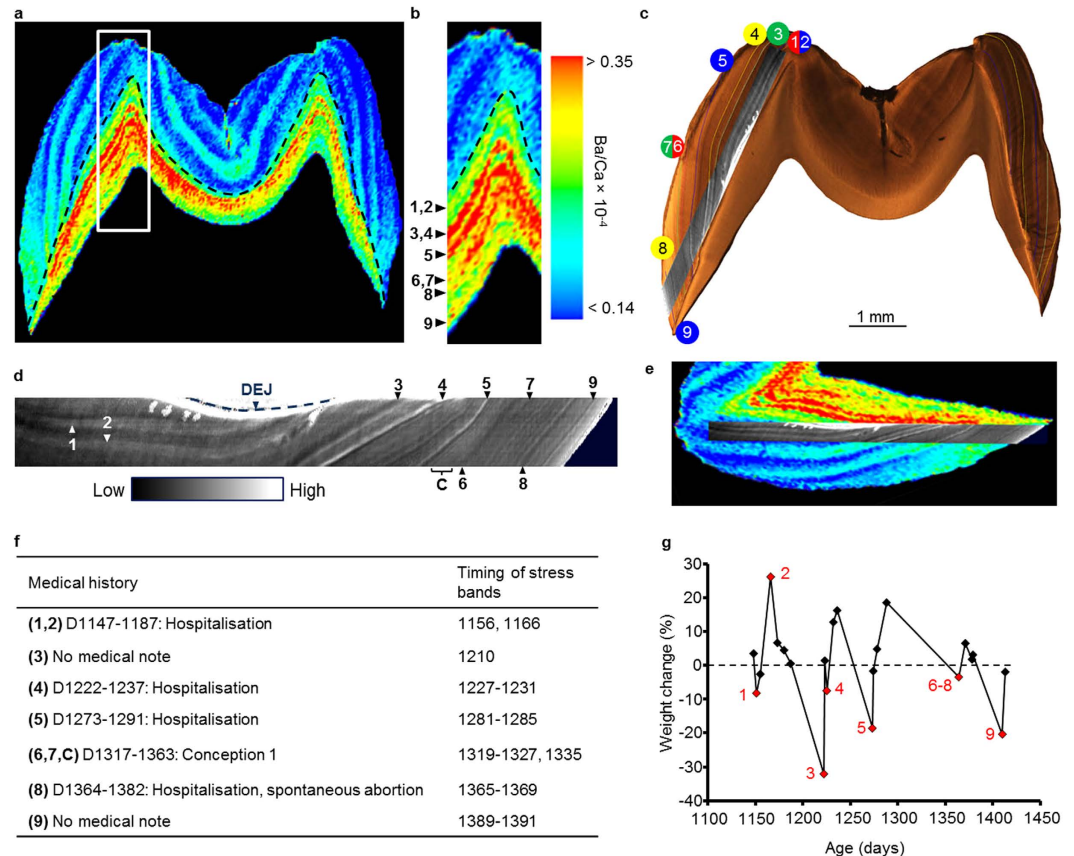 a
b
c
> 0.35
Ba/Ca × 10⁻⁴
< 0.14
1,2
3,4
5
6,7
8
9
4
3
1
2
5
7
6
8
9
1 mm
d
DEJ
3
4
5
7
9
2
1
C
6
8
Low
High
e
f
Medical history
Timing of stress
bands
(1,2) D1147-1187: Hospitalisation
1156, 1166
(3) No medical note
1210
(4) D1222-1237: Hospitalisation
1227-1231
(5) D1273-1291: Hospitalisation
1281-1285
(6,7,C) D1317-1363: Conception 1
1319-1327, 1335
(8) D1364-1382: Hospitalisation, spontaneous abortion
1365-1369
(9) No medical note
1389-1391
g
Weight change (%)
30
20
10
0
-10
-20
-30
-40
2
1
4
6-8
5
9
3
1100 1150 1200 1250 1300 1350 1400 1450
Age (days)